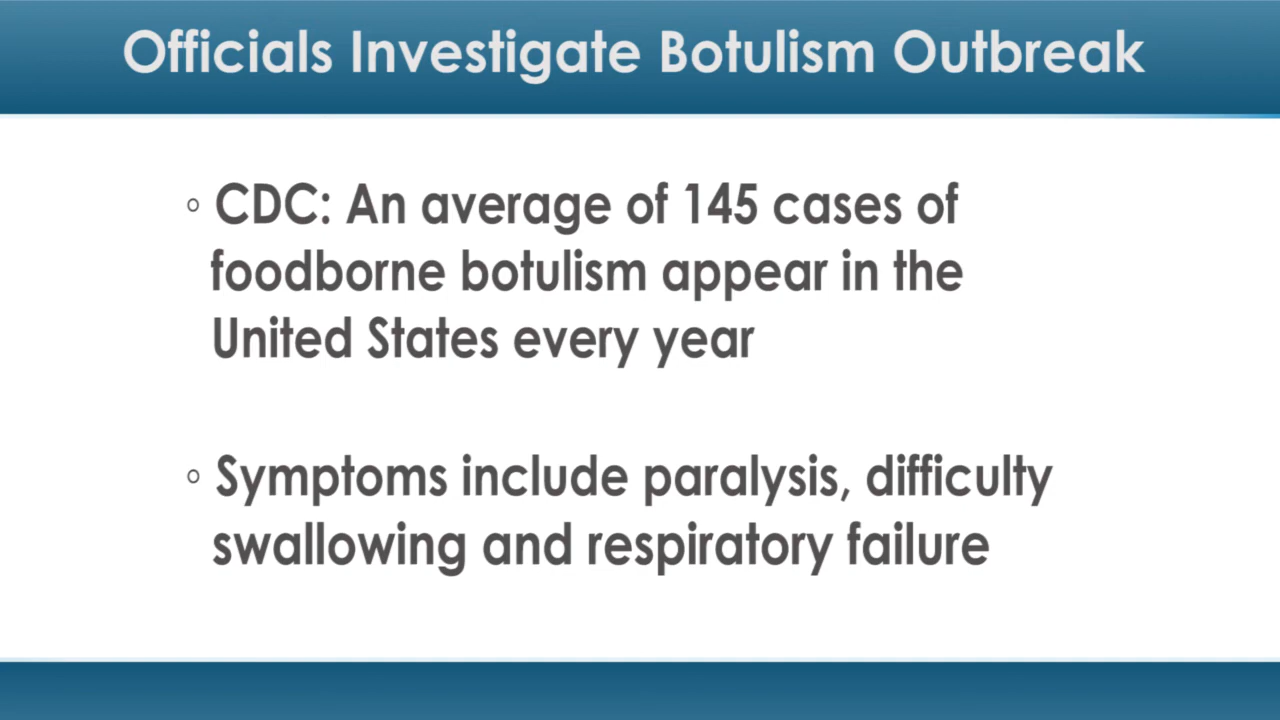 Officials Investigate Botulism Outbreak
◦ CDC: An average of 145 cases of
foodborne botulism appear in the
United States every year
◦ Symptoms include paralysis, difficulty
swallowing and respiratory failure